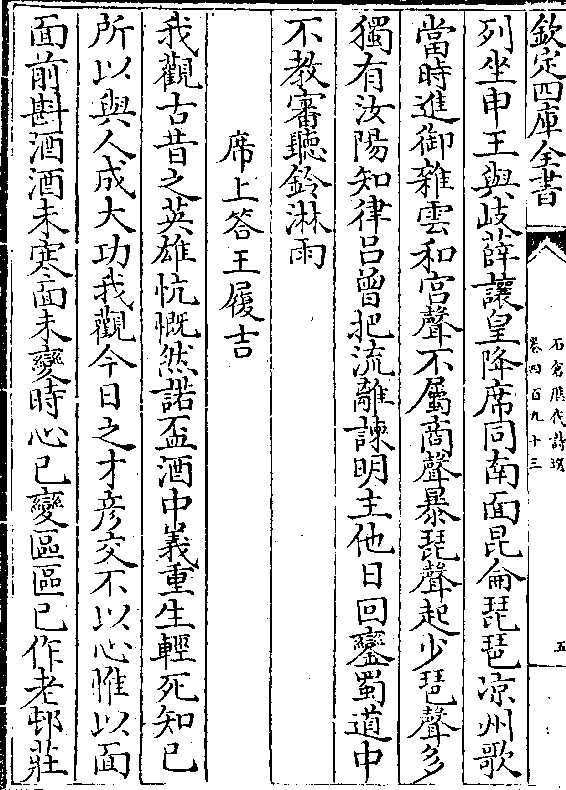 欽定四庫全書
石倉歷代詩選
卷四百九十三
五
列坐申王與岐薛讓皇降席同南面昆侖琵琶凉州歌
當時進御雜雲和宫聲不屬商聲暴琵聲起少琶聲多
獨有汝陽知律吕曾把流離諫明主他日回鑾蜀道中
不教審聽鈴淋雨
席上答王履吉
我觀古昔之英雄忼慨然諾盃酒中義重生輕死知已
所以與人成大功我觀今日之才彦交不以心惟以面
面前斟酒酒未寒面未變時心已變區區已作老邨莊